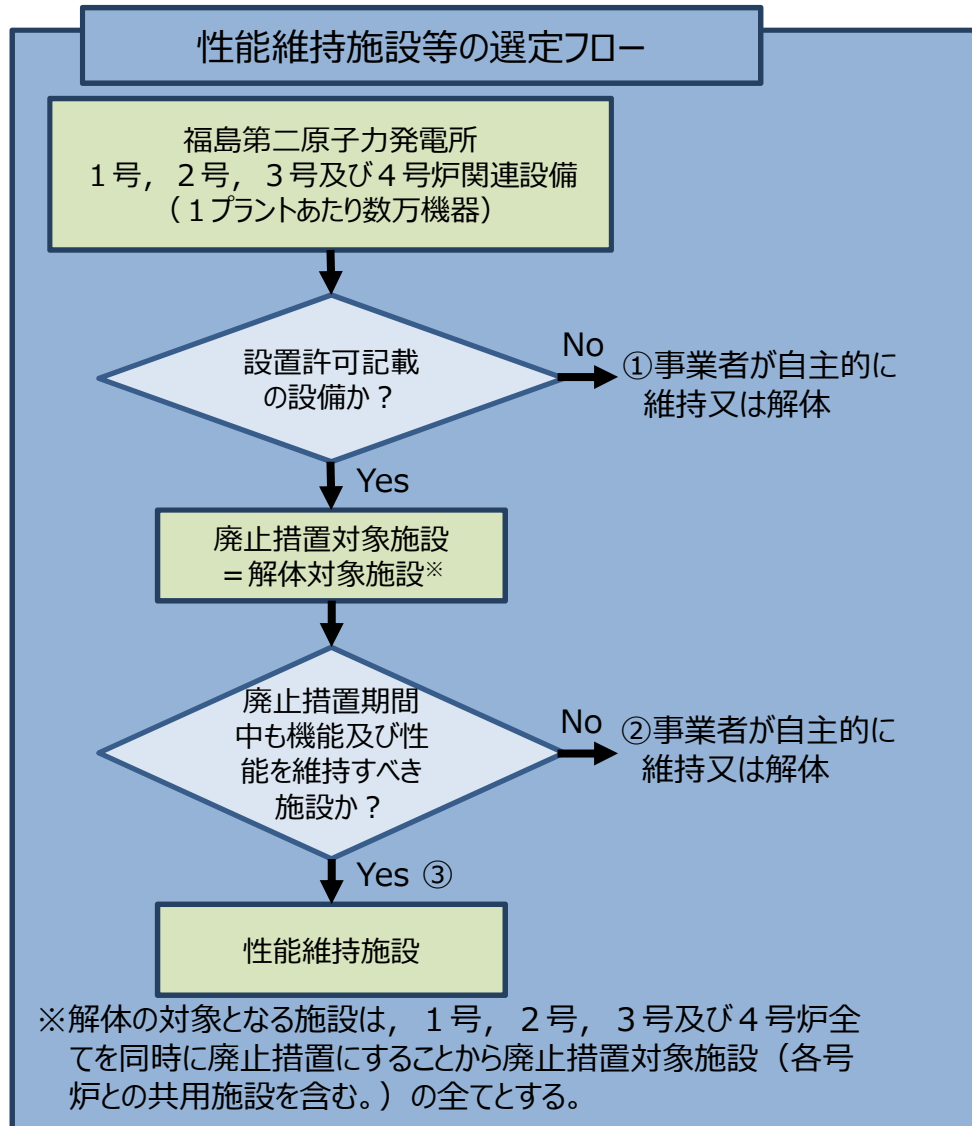 性能維持施設等の選定フロー
福島第二原子力発電所
１号，２号，３号及び４号炉関連設備
（１プラントあたり数万機器）
設置許可記載
の設備か？
No
①事業者が自主的に
維持又は解体
Yes
廃止措置対象施設
＝解体対象施設※
廃止措置期間
中も機能及び性
能を維持すべき
施設か？
No
②事業者が自主的に
維持又は解体
Yes ③
性能維持施設
※解体の対象となる施設は，１号，２号，３号及び４号炉全
てを同時に廃止措置にすることから廃止措置対象施設（各号
炉との共用施設を含む。）の全てとする。